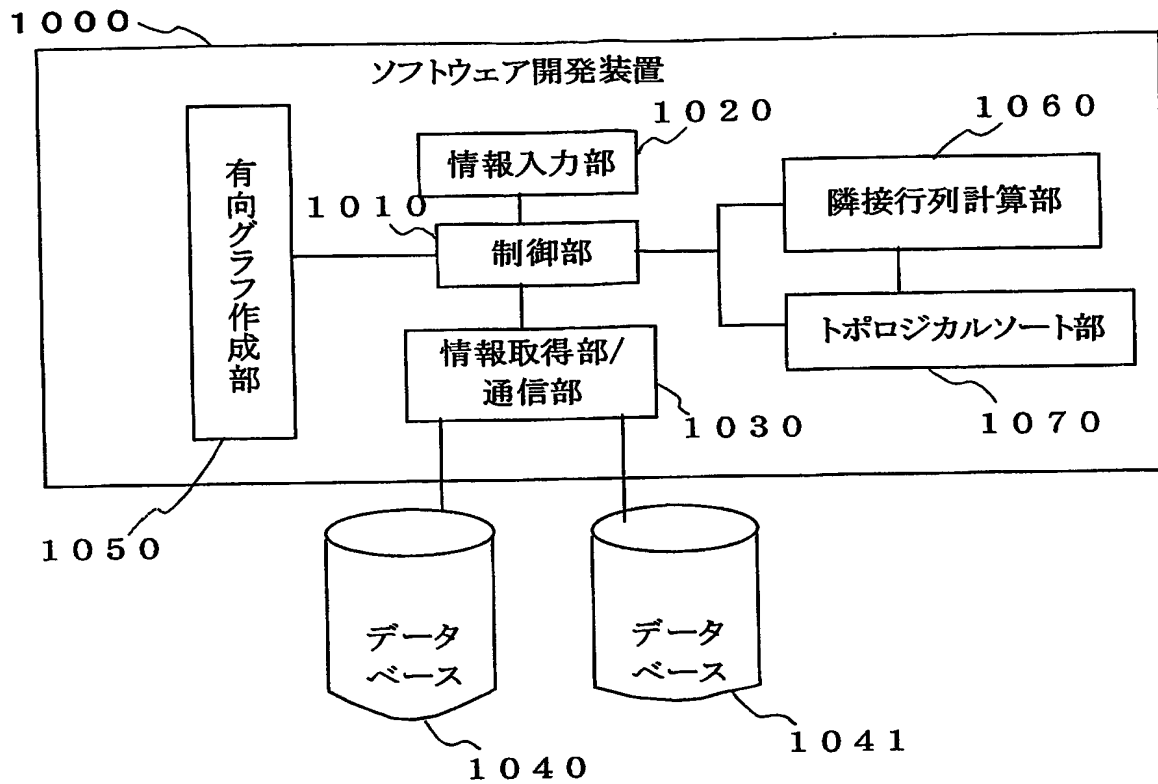 1000
ソフトウェア開発装置
1020
1060
情報入力部
有向グラフ作成部
1010
隣接行列計算部
制御部
トポロジカルソート部
情報取得部/
通信部
1030
1070
1050
データ
ベース
データ
ベース
1040
1041